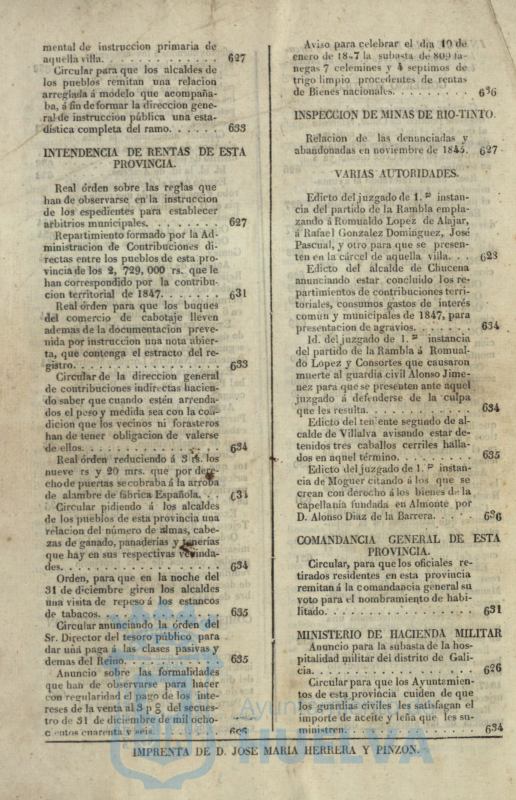 mental de instruccion primaria de
aquella villa. . . . . . . . . . . . 627
Circular para que los alcaldes de
los pueblos remitan una relacion
arreglada á modelo que acompaña-
ba, á fin de formar la direccion gene-
ral de instruccion pública una esta-
distica completa del ramo. . . . . . 633
INTENDENCIA DE RENTAS DE ESTA
PROVINCIA.
Real órden sobre las reglas que
han de observarse en la instruccion
de los espedientes para establecer
arbitrios municipales. . . . . . . . 627
Repartimiento formado por la Ad-
ministracion de Contribuciones di-
rectas entre los pueblos de esta pro-
vincia de los 2, 729, 000 rs. que le
han correspondido por la contribu-
cion territorial de 1847. . . . . . . 631
Real órden para que los buques
del comercio de cabotaje lleven
ademas de la documentacion preve-
nida por instruccion una nota abier-
ta, que contenga el estracto del re-
gistro. . . . . . . . . . . . . . . 633
Circular de la direccion general
de contribuciones indirectas hacien-
do saber que cuando estén arrenda-
dos el peso y medida sea con la con-
dicion que los vecinos ni forasteros
han de tener obligacion de valerse
de ellos. . . . . . . . . . . . . . 634
Real órden reduciendo á 3 rs. los
nueve rs y 20 mrs. que por dere-
cho de puertas se cobraba á la arroba
de alambre de fábrica Española. . . 634
Circular pidiendo á los alcaldes
de los pueblos de esta provincia una
relacion del número de almas, cabe-
zas de ganado, panaderías y tenerías
que hay en sus respectivas vecinda-
des. . . . . . . . . . . . . . . . 634
Orden, para que en la noche del
31 de diciembre giren los alcaldes
una visita de repeso á los estancos
de tabacos. . . . . . . . . . . . . 635
Circular anunciando la órden del
Sr. Director del tesoro público para
dar una paga á las clases pasivas y
demas del Reino. . . . . . . . . . 635
Anuncio sobre las formalidades
que han de observarse para hacer
con regularidad el pago de los inte-
reses de la venta al 3 p g del secues-
tro de 31 de diciembre de mil ocho-
cientos cuarenta y seis. . . . . . . 636
Aviso para celebrar el dia 10 de
enero de 1847 la subasta de 809 fa-
negas 7 celemines y 4 septimos de
trigo limpio procedentes de rentas
de Bienes nacionales. . . . . . . . 636
INSPECCION DE MINAS DE RIO-TINTO.
Relacion de las denunciadas y
abandonadas en noviembre de 1845. 627
VARIAS AUTORIDADES.
Edicto del juzgado de 1.ª instan-
cia del partido de la Rambla empla-
zando á Romualdo Lopez de Alajar,
á Rafael Gonzalez Dominguez, José
Pascual, y otro para que se presen-
ten en la cárcel de aquella villa. . . 623
Edicto del alcalde de Chucena
anunciando estar concluido los re-
partimientos de contribuciones terri-
toriales, consumos gastos de interés
comun y municipales de 1847, para
presentacion de agravios. . . . . . 634
Id. del juzgado de 1.ª instancia
del partido de la Rambla á Romual-
do Lopez y Consortes que causaron
muerte al guardia civil Alonso Jime-
nez para que se presenten ante aquel
juzgado á defenderse de la culpa
que les resulta. . . . . . . . . . . 634
Edicto del teniente segundo de al-
calde de Villalva avisando estar de-
tenidos tres caballos cerriles halla-
dos en aquel término. . . . . . . . 635
Edicto del juzgado de 1.ª instan-
cia de Moguer citando á los que se
crean con derecho á los bienes de la
capellanía fundada en Almonte por
D. Alonso Diaz de la Barrera. . . . 636
COMANDANCIA GENERAL DE ESTA
PROVINCIA.
Circular, para que los oficiales re-
tirados residentes en esta provincia
remitan á la comandancia general su
voto para el nombramiento de habi-
litado. . . . . . . . . . . . . . . 631
MINISTERIO DE HACIENDA MILITAR
Anuncio para la subasta de la hos-
pitalidad militar del distrito de Gali-
cia. . . . . . . . . . . . . . . . 626
Circular para que los Ayuntamien-
tos de esta provincia cuiden de que
los guardias civiles les satisfagan el
importe de aceite y leña que les su-
ministren. . . . . . . . . . . . . 634
IMPRENTA DE D. JOSE MARIA HERRERA Y PINZON.
HUELVA